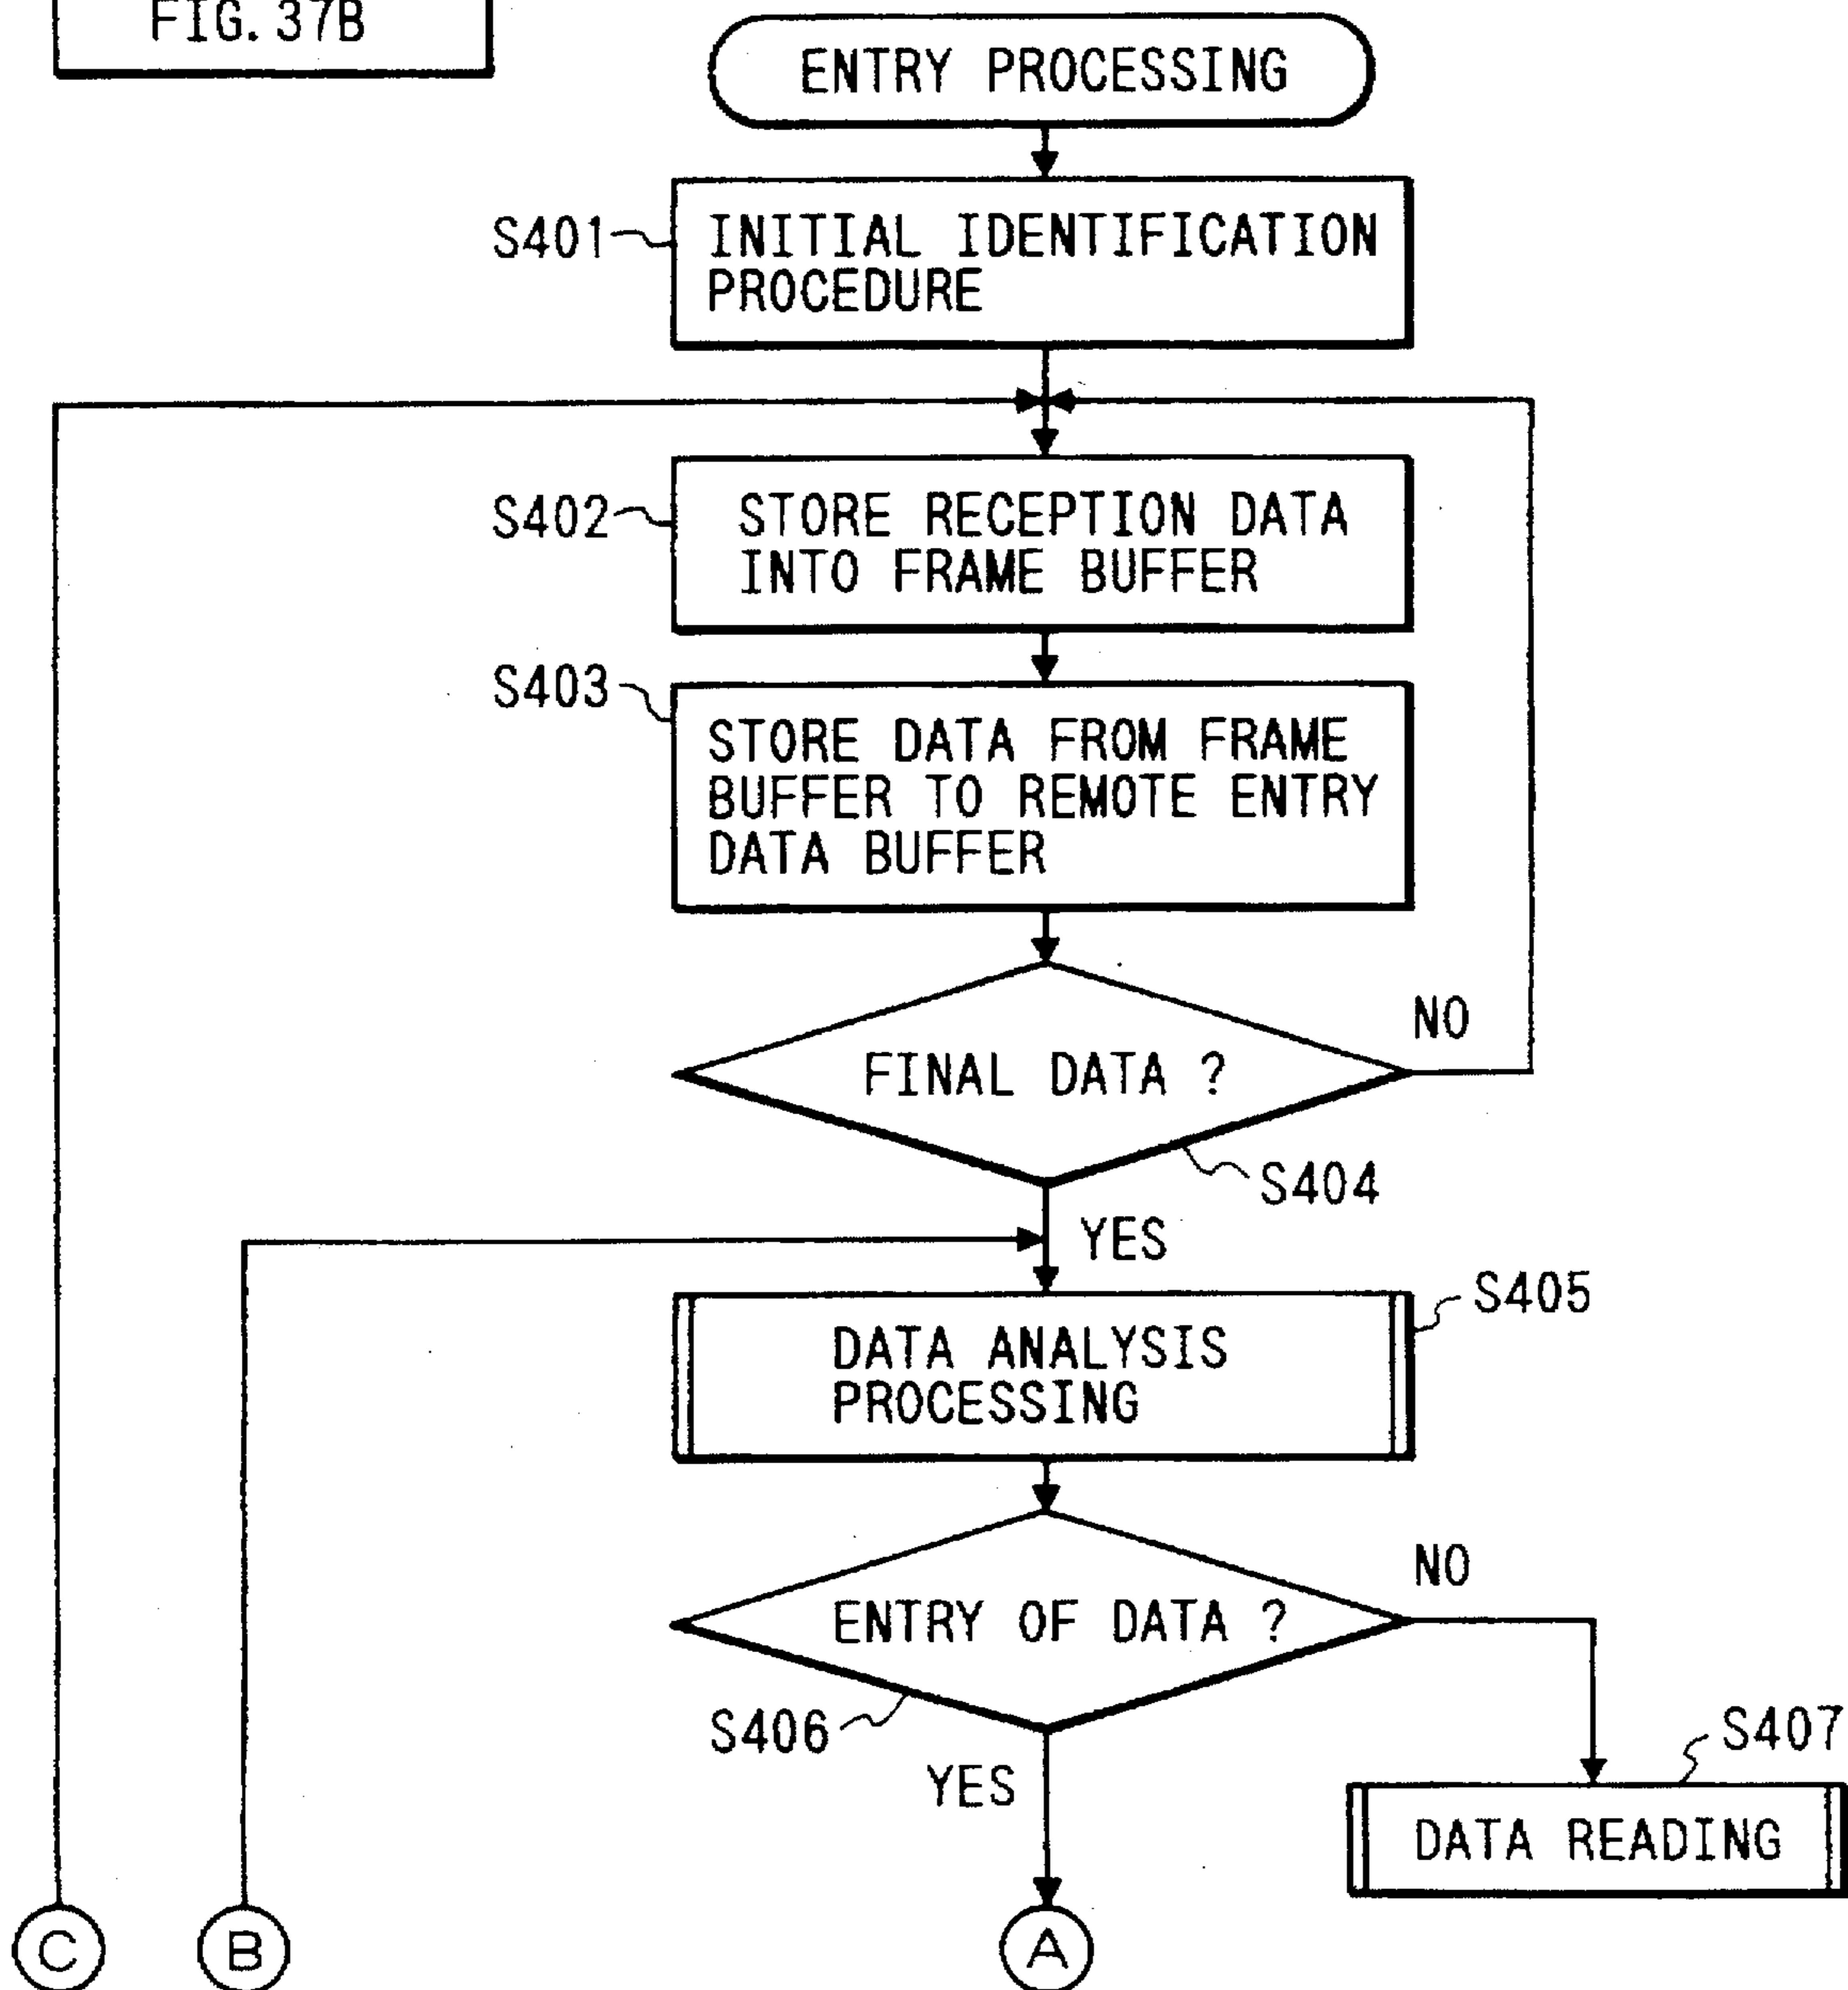 FIG. 37B
ENTRY PROCESSING
S401
INITIAL IDENTIFICATION
PROCEDURE
S402
STORE RECEPTION DATA
INTO FRAME BUFFER
S403
STORE DATA FROM FRAME
BUFFER TO REMOTE ENTRY
DATA BUFFER
NO
FINAL DATA ?
S404
YES
S405
DATA ANALYSIS
PROCESSING
NO
ENTRY OF DATA ?
S406
S407
YES
DATA READING
C
B
A